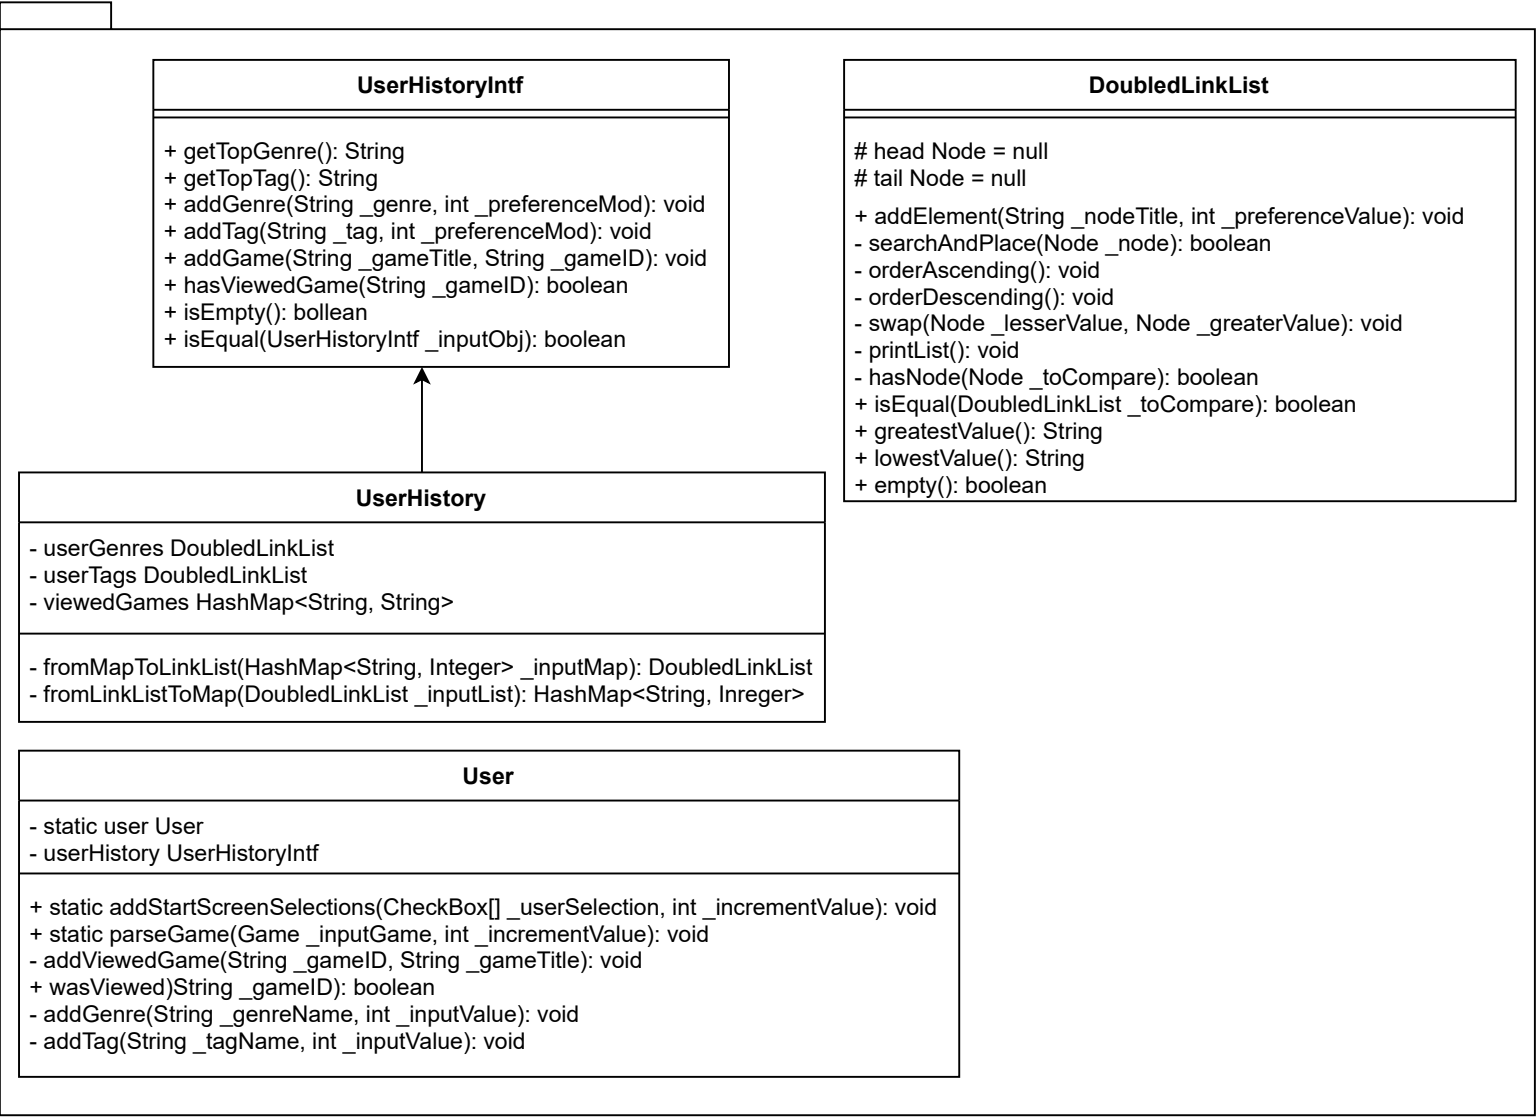 UserHistoryIntf
+ getTopGenre(): String
+ getTopTag(): String
+ addGenre(String _genre, int _preferenceMod): void
+ addTag(String _tag, int _preferenceMod): void
+ addGame(String _gameTitle, String _gameID): void
+ hasViewedGame(String _gameID): boolean
+ isEmpty(): bollean
+ isEqual(UserHistoryIntf _inputObj): boolean
DoubledLinkList
# head Node = null
# tail Node = null
+ addElement(String _nodeTitle, int _preferenceValue): void
- searchAndPlace(Node _node): boolean
- orderAscending(): void
- orderDescending(): void
- swap(Node _lesserValue, Node _greaterValue): void
- printList(): void
- hasNode(Node _toCompare): boolean
+ isEqual(DoubledLinkList _toCompare): boolean
+ greatestValue(): String
+ lowestValue(): String
+ empty(): boolean
UserHistory
- userGenres DoubledLinkList
- userTags DoubledLinkList
- viewedGames HashMap<String, String>
- fromMapToLinkList(HashMap<String, Integer> _inputMap): DoubledLinkList
- fromLinkListToMap(DoubledLinkList _inputList): HashMap<String, Inreger>
User
- static user User
- userHistory UserHistoryIntf
+ static addStartScreenSelections(CheckBox[] _userSelection, int _incrementValue): void
+ static parseGame(Game _inputGame, int _incrementValue): void
- addViewedGame(String _gameID, String _gameTitle): void
+ wasViewed)String _gameID): boolean
- addGenre(String _genreName, int _inputValue): void
- addTag(String _tagName, int _inputValue): void